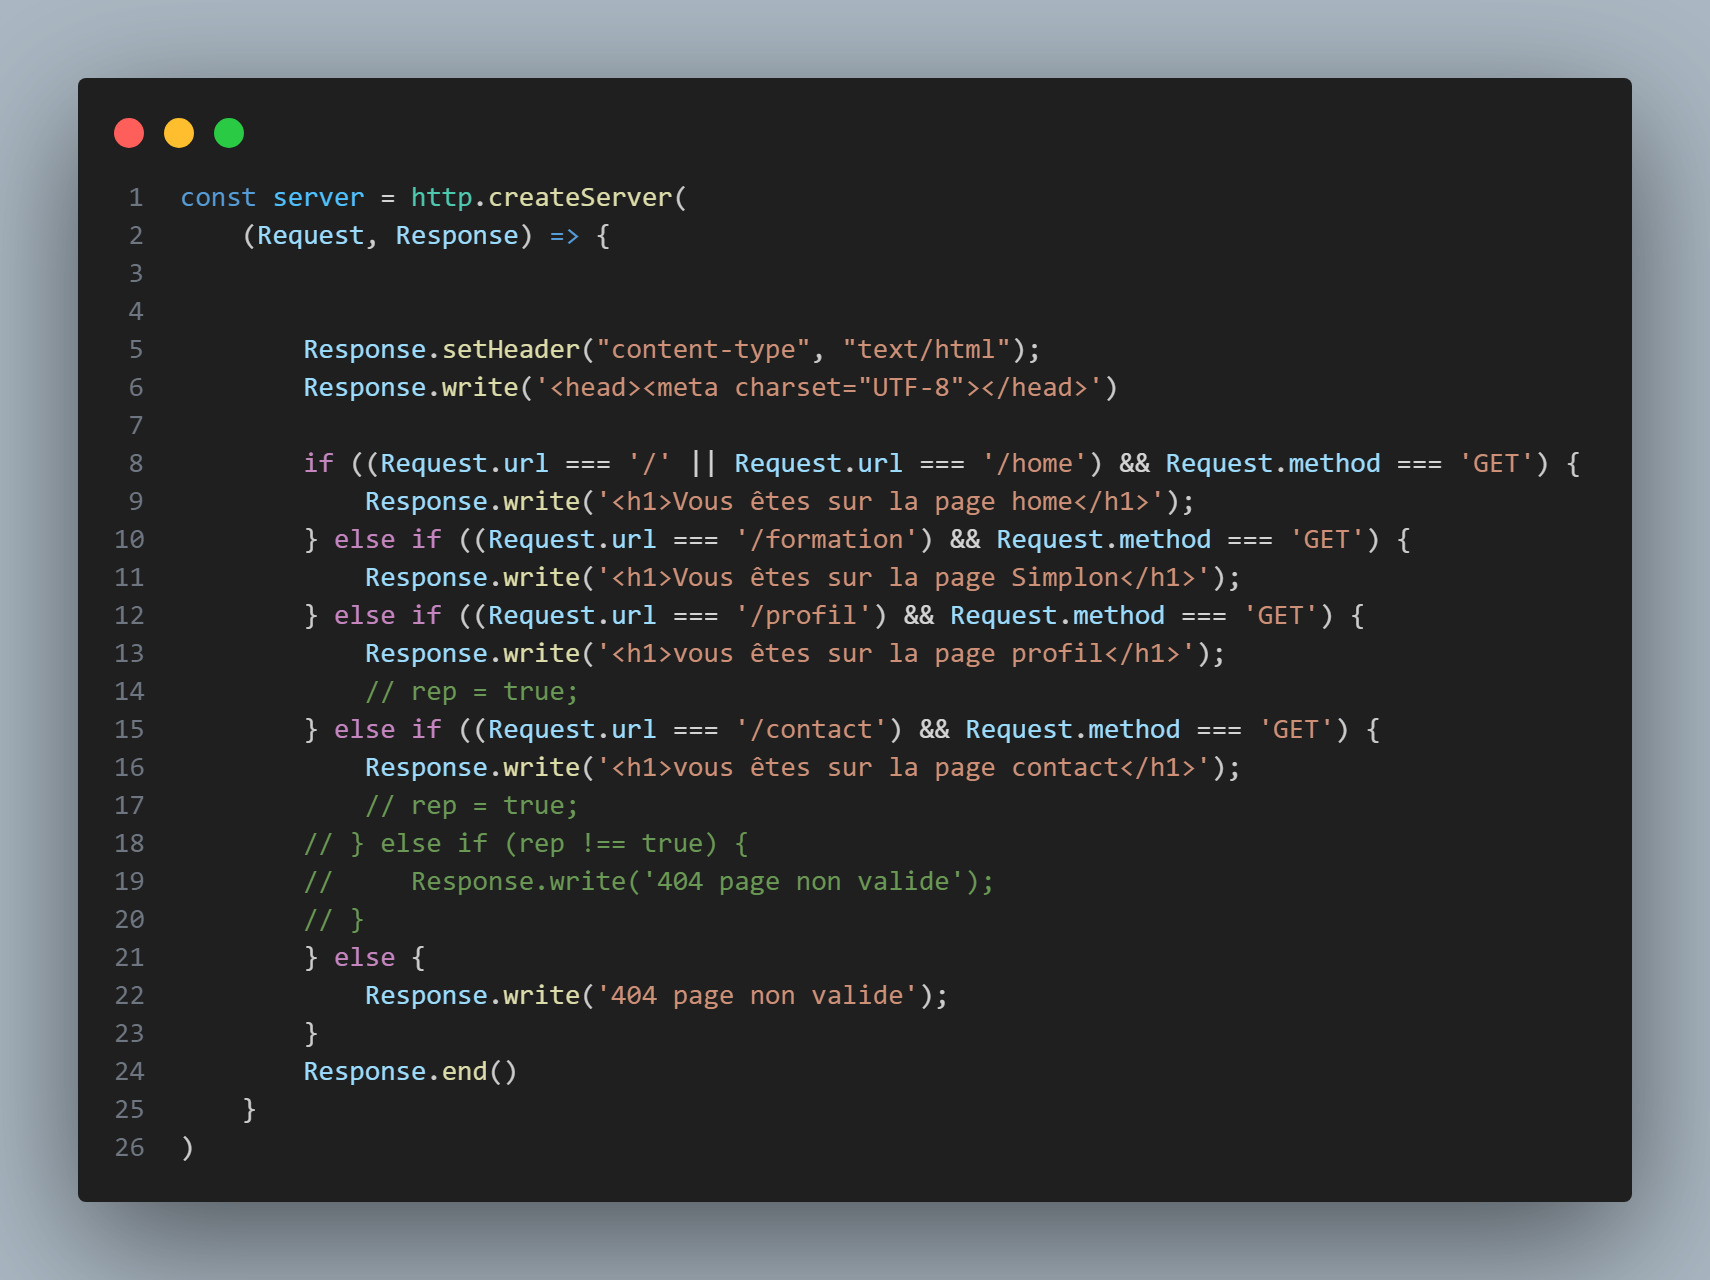 1 const server = http.createServer(
2     (Request, Response) => {
3
4
5         Response.setHeader("content-type", "text/html");
6         Response.write('<head><meta charset="UTF-8"></head>')
7
8         if ((Request.url === '/' || Request.url === '/home') && Request.method === 'GET') {
9             Response.write('<h1>Vous êtes sur la page home</h1>');
10         } else if ((Request.url === '/formation') && Request.method === 'GET') {
11             Response.write('<h1>Vous êtes sur la page Simplon</h1>');
12         } else if ((Request.url === '/profil') && Request.method === 'GET') {
13             Response.write('<h1>vous êtes sur la page profil</h1>');
14             // rep = true;
15         } else if ((Request.url === '/contact') && Request.method === 'GET') {
16             Response.write('<h1>vous êtes sur la page contact</h1>');
17             // rep = true;
18         // } else if (rep !== true) {
19         //     Response.write('404 page non valide');
20         // }
21         } else {
22             Response.write('404 page non valide');
23         }
24         Response.end()
25     }
26 )